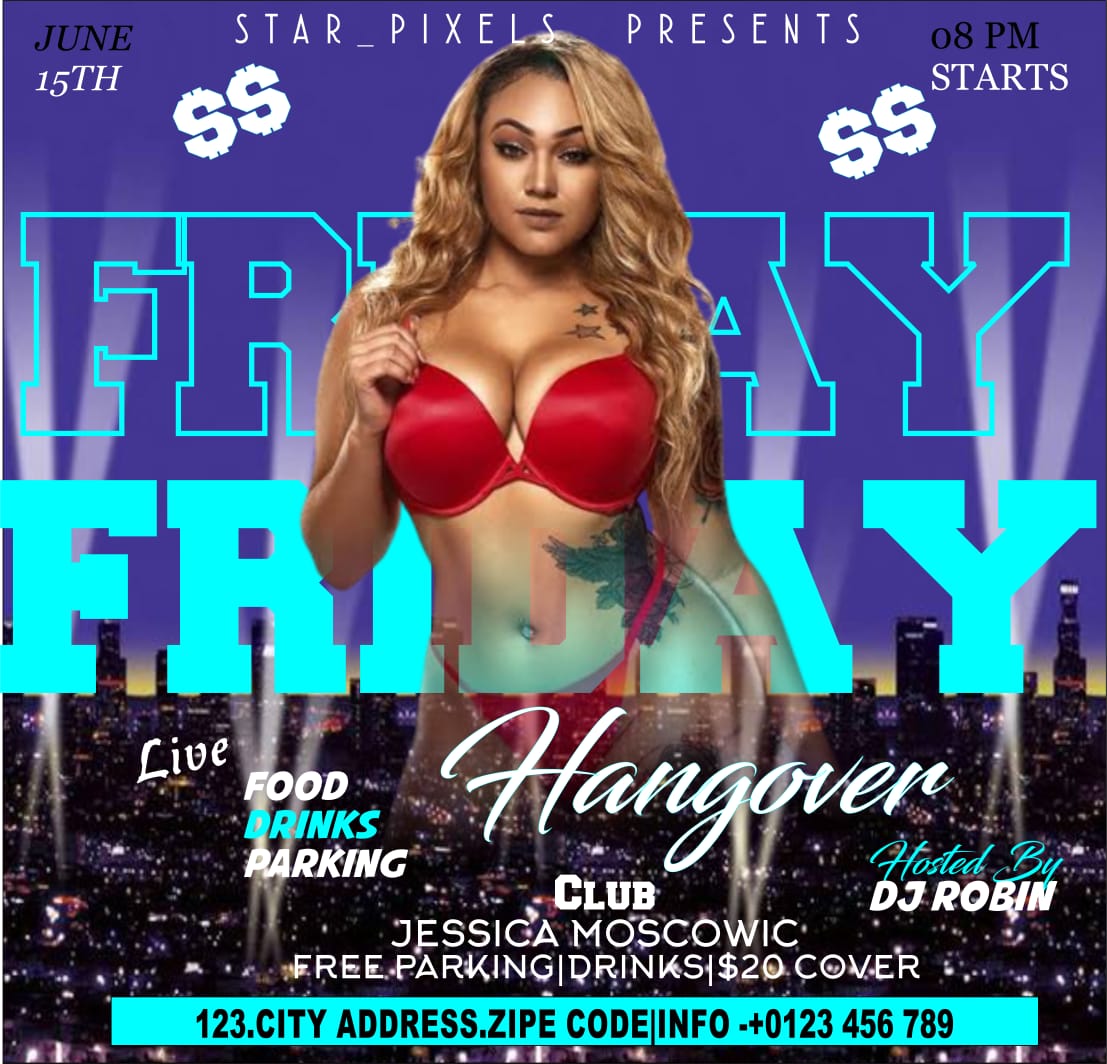 STAR_PIXELS PRESENTS
JUNE
15TH
08 PM
STARTS
$$
$$
FRIDAY
FRIDAY
Live
FOOD
DRINKS
PARKING
Hangover
Hosted By
DJ ROBIN
CLUB
JESSICA MOSCOWIC
FREE PARKING|DRINKS|$20 COVER
123.CITY ADDRESS.ZIPE CODE|INFO -+0123 456 789